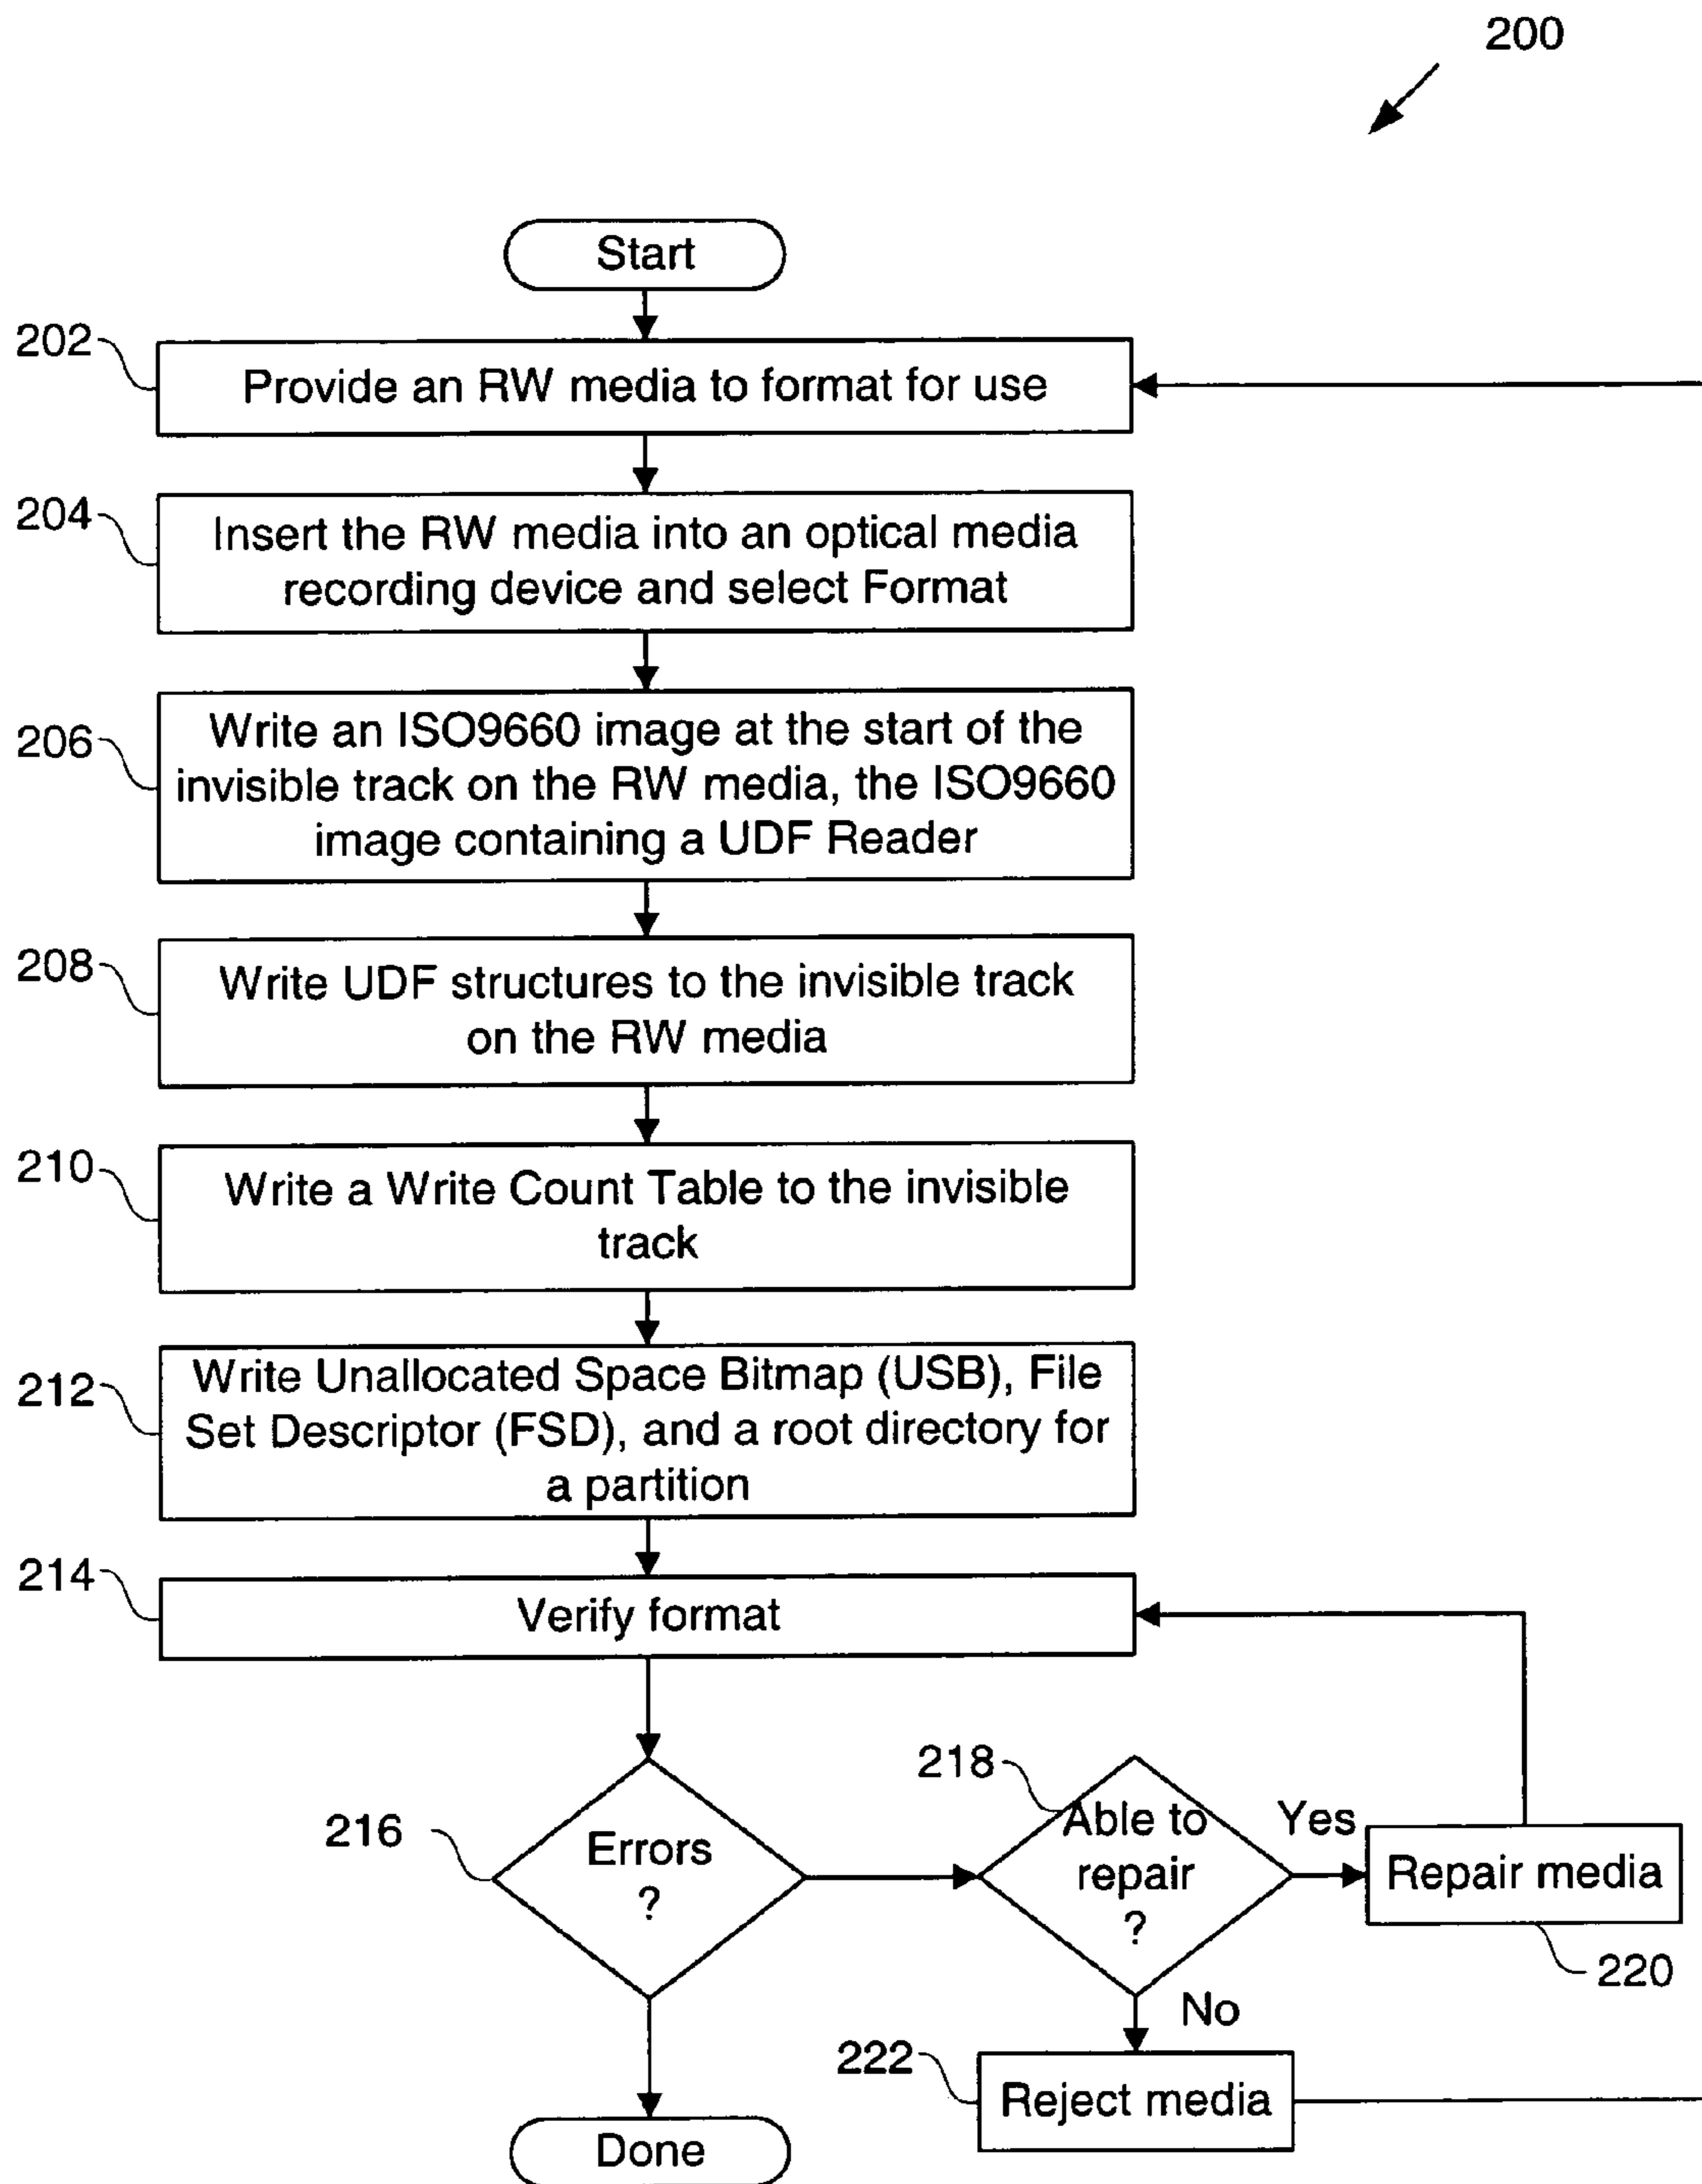 200
Start
202
Provide an RW media to format for use
204
Insert the RW media into an optical media
recording device and select Format
206
Write an ISO9660 image at the start of the
invisible track on the RW media, the ISO9660
image containing a UDF Reader
208
Write UDF structures to the invisible track
on the RW media
210
Write a Write Count Table to the invisible
track
212
Write Unallocated Space Bitmap (USB), File
Set Descriptor (FSD), and a root directory for
a partition
214
Verify format
216
Errors
?
218
Able to
repair
?
Yes
Repair media
220
No
222
Reject media
Done